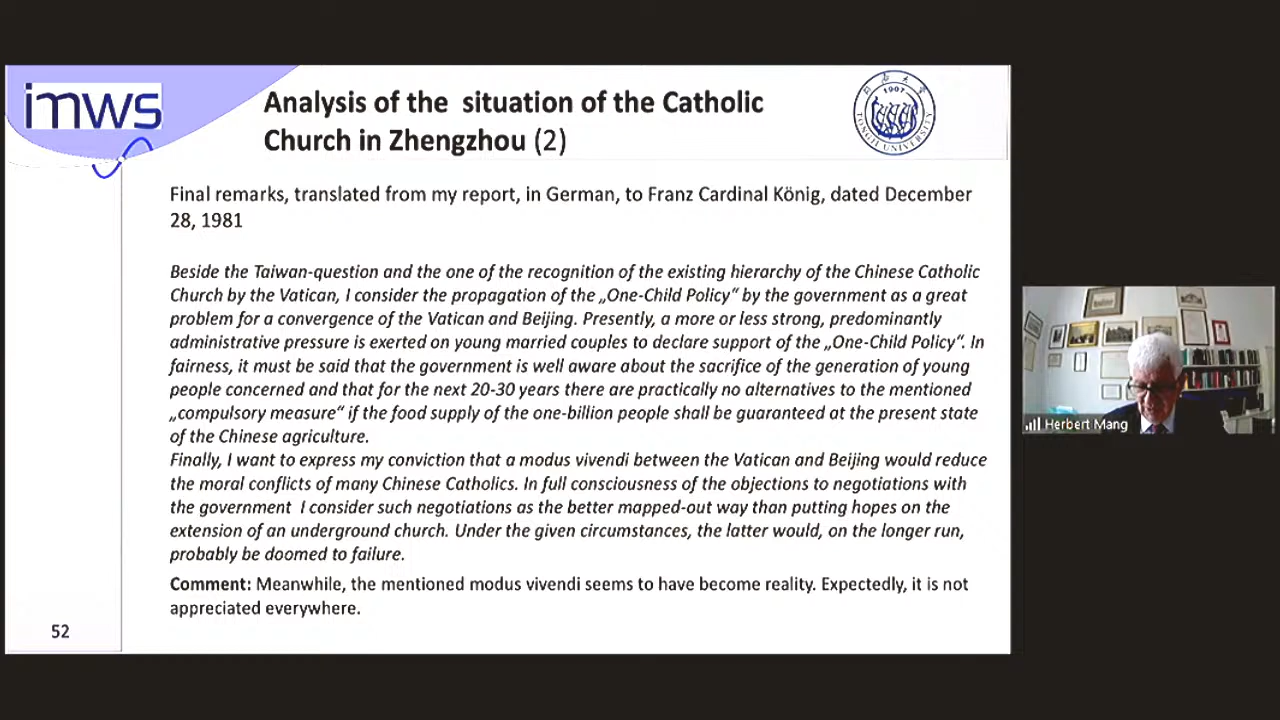 imws
Analysis of the situation of the Catholic
Church in Zhengzhou (2)
1907
TONGJI UNIVERSITY
Final remarks, translated from my report, in German, to Franz Cardinal König, dated December
28, 1981
Beside the Taiwan-question and the one of the recognition of the existing hierarchy of the Chinese Catholic
Church by the Vatican, I consider the propagation of the „One-Child Policy“ by the government as a great
problem for a convergence of the Vatican and Beijing. Presently, a more or less strong, predominantly
administrative pressure is exerted on young married couples to declare support of the „One-Child Policy“. In
fairness, it must be said that the government is well aware about the sacrifice of the generation of young
people concerned and that for the next 20-30 years there are practically no alternatives to the mentioned
„compulsory measure“ if the food supply of the one-billion people shall be guaranteed at the present state
of the Chinese agriculture.
Finally, I want to express my conviction that a modus vivendi between the Vatican and Beijing would reduce
the moral conflicts of many Chinese Catholics. In full consciousness of the objections to negotiations with
the government I consider such negotiations as the better mapped-out way than putting hopes on the
extension of an underground church. Under the given circumstances, the latter would, on the longer run,
probably be doomed to failure.
Comment: Meanwhile, the mentioned modus vivendi seems to have become reality. Expectedly, it is not
appreciated everywhere.
52
Herbert Mang